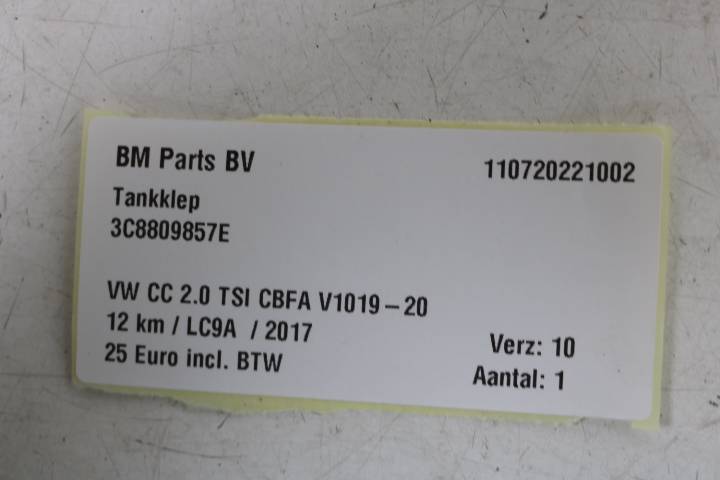 BM Parts BV
110720221002
Tankklep
3C8809857E
VW CC 2.0 TSI CBFA V1019-20
12 km / LC9A / 2017
25 Euro incl. BTW
Verz: 10
Aantal: 1